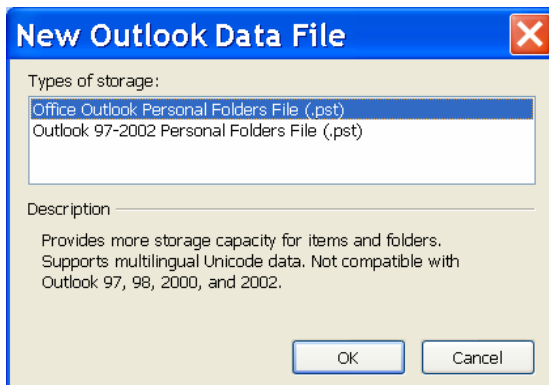 New Outlook Data File
Types of storage:
Office Outlook Personal Folders File (.pst)
Outlook 97-2002 Personal Folders File (.pst)
Description
Provides more storage capacity for items and folders.
Supports multilingual Unicode data. Not compatible with
Outlook 97, 98, 2000, and 2002.
OK Cancel